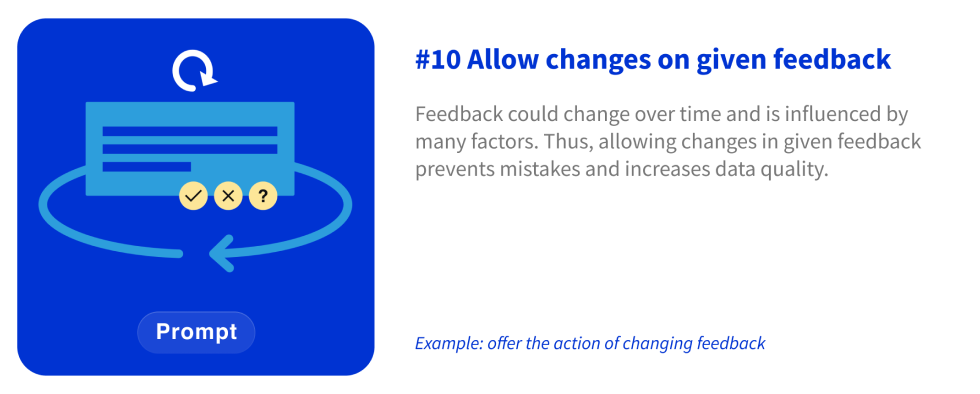 #10 Allow changes on given feedback
Feedback could change over time and is influenced by
many factors. Thus, allowing changes in given feedback
prevents mistakes and increases data quality.
?
Prompt
Example: offer the action of changing feedback